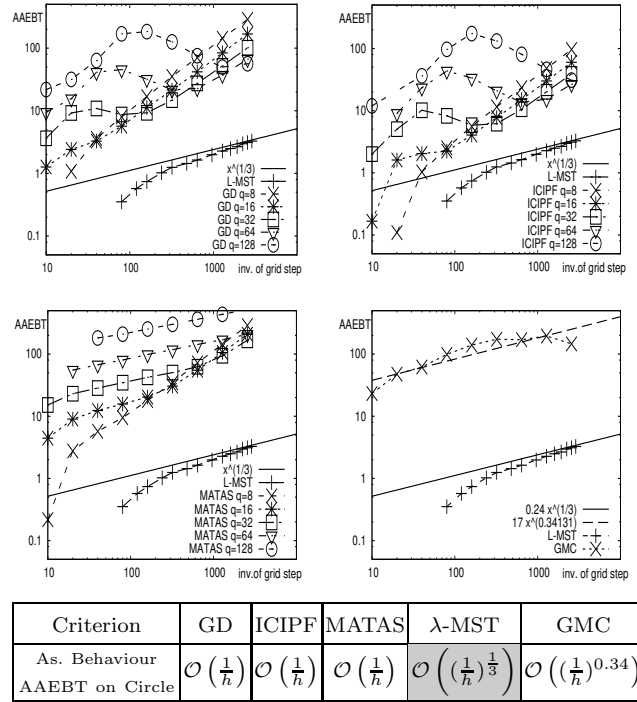 AAEBT
100
10
1
0.1
10
100
1000
inv. of grid step
x^(1/3)
L-MST
GD q=8
GD q=16
GD q=32
GD q=64
GD q=128
AAEBT
100
10
1
0.1
10
100
1000
inv. of grid step
x^(1/3)
L-MST
ICIPF q=8
ICIPF q=16
ICIPF q=32
ICIPF q=64
ICIPF q=128
AAEBT
100
10
1
0.1
10
100
1000
inv. of grid step
x^(1/3)
L-MST
MATAS q=8
MATAS q=16
MATAS q=32
MATAS q=64
MATAS q=128
AAEBT
100
10
1
0.1
10
100
1000
inv. of grid step
0.24 x^(1/3)
17 x^(0.34131)
L-MST
GMC
Criterion GD ICIPF MATAS λ-MST GMC
As. Behaviour AAEBT on Circle O(1/h) O(1/h) O(1/h) O((1/h)^1/3) O((1/h)^0.34)